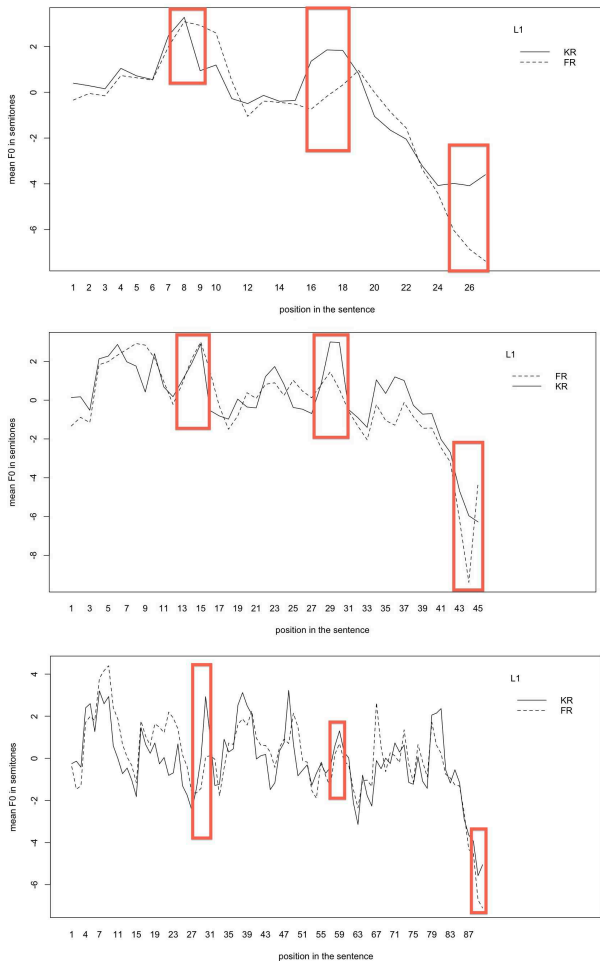 L1
KR
FR
mean F0 in semitones
2
0
-2
-4
-6
1 2 3 4 5 6 7 8 9 10 12 14 16 18 20 22 24 26
position in the sentence
L1
FR
KR
mean F0 in semitones
2
0
-2
-4
-6
-8
1 3 5 7 9 11 13 15 17 19 21 23 25 27 29 31 33 35 37 39 41 43 45
position in the sentence
L1
KR
FR
mean F0 in semitones
4
2
0
-2
-4
-6
1 4 7 11 15 19 23 27 31 35 39 43 47 51 55 59 63 67 71 75 79 83 87
position in the sentence